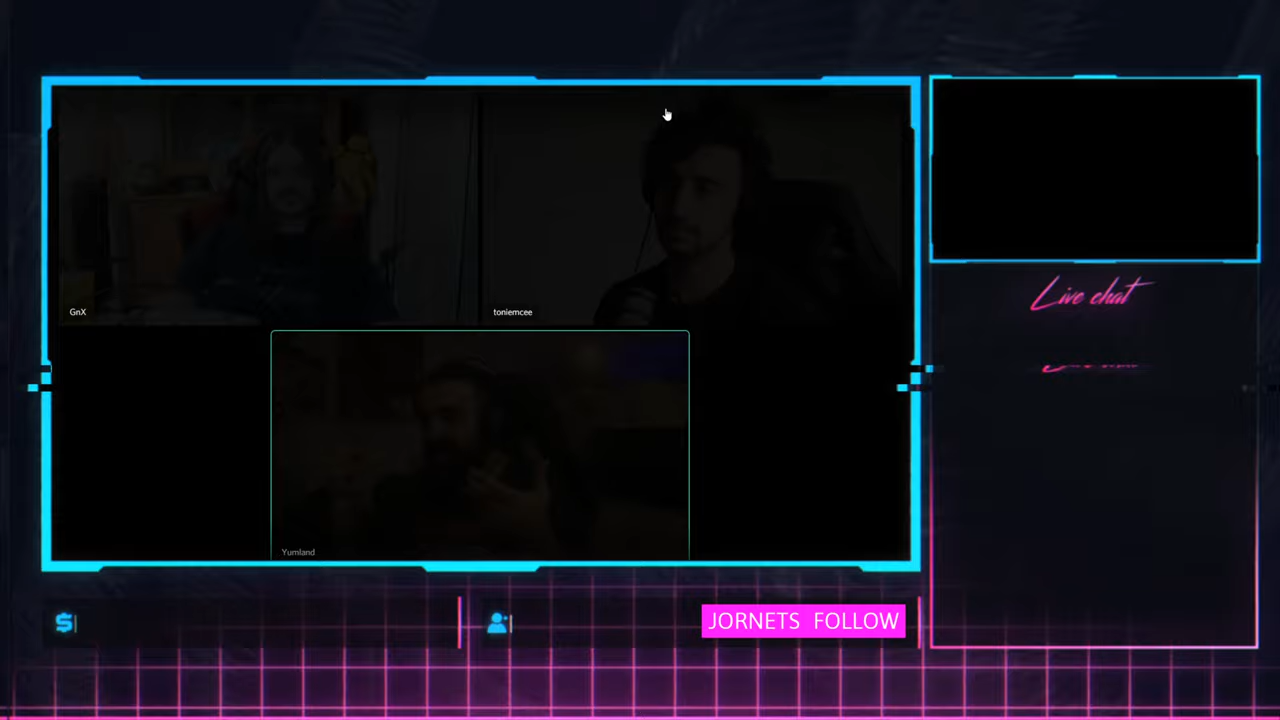 GnX
toniemcee
Live chat
Yumland
$
JORNETS FOLLOW